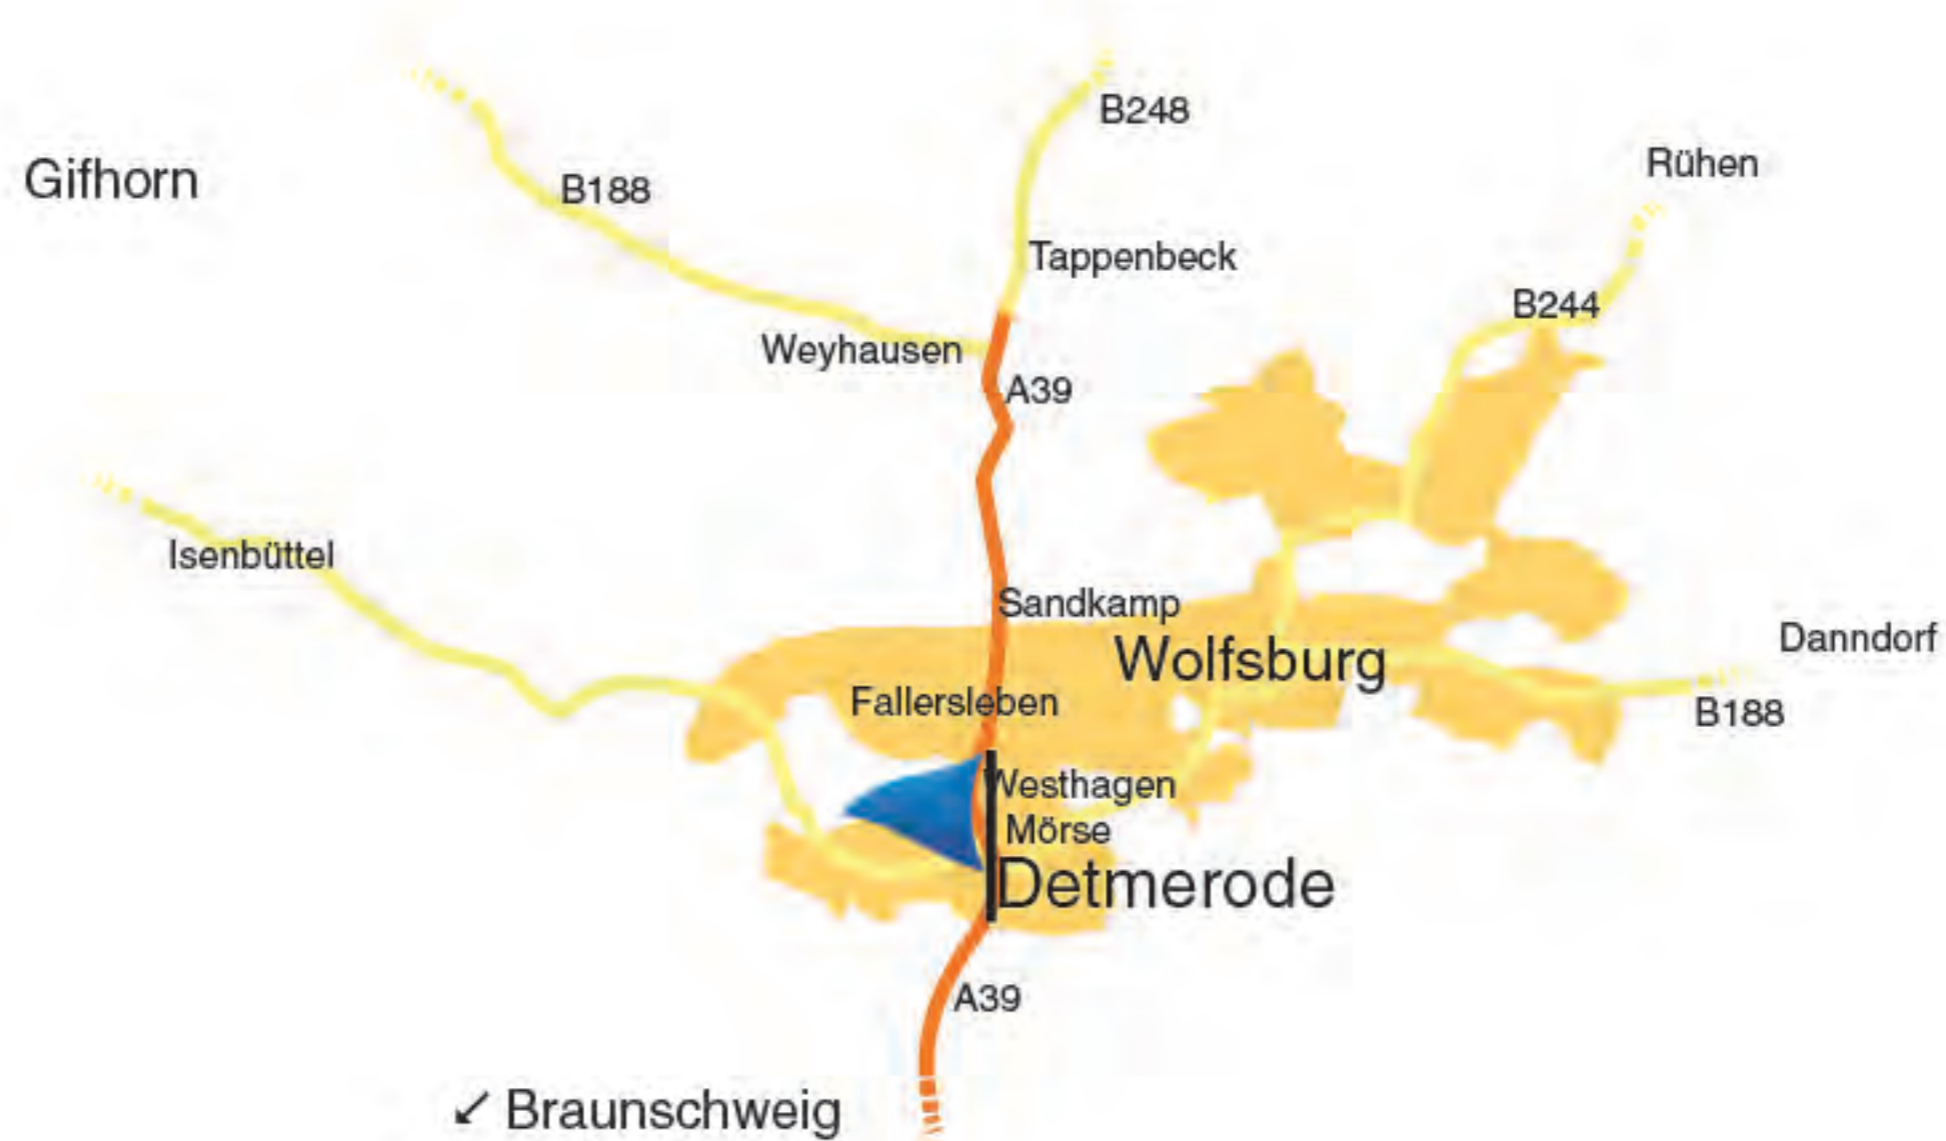 B248
Rühen
Gifhorn
B188
Tappenbeck
B244
Weyhausen
A39
Isenbüttel
Sandkamp
Danndorf
Wolfsburg
Fallersleben
B188
Westhagen
Mörse
Detmerode
A39
↙ Braunschweig